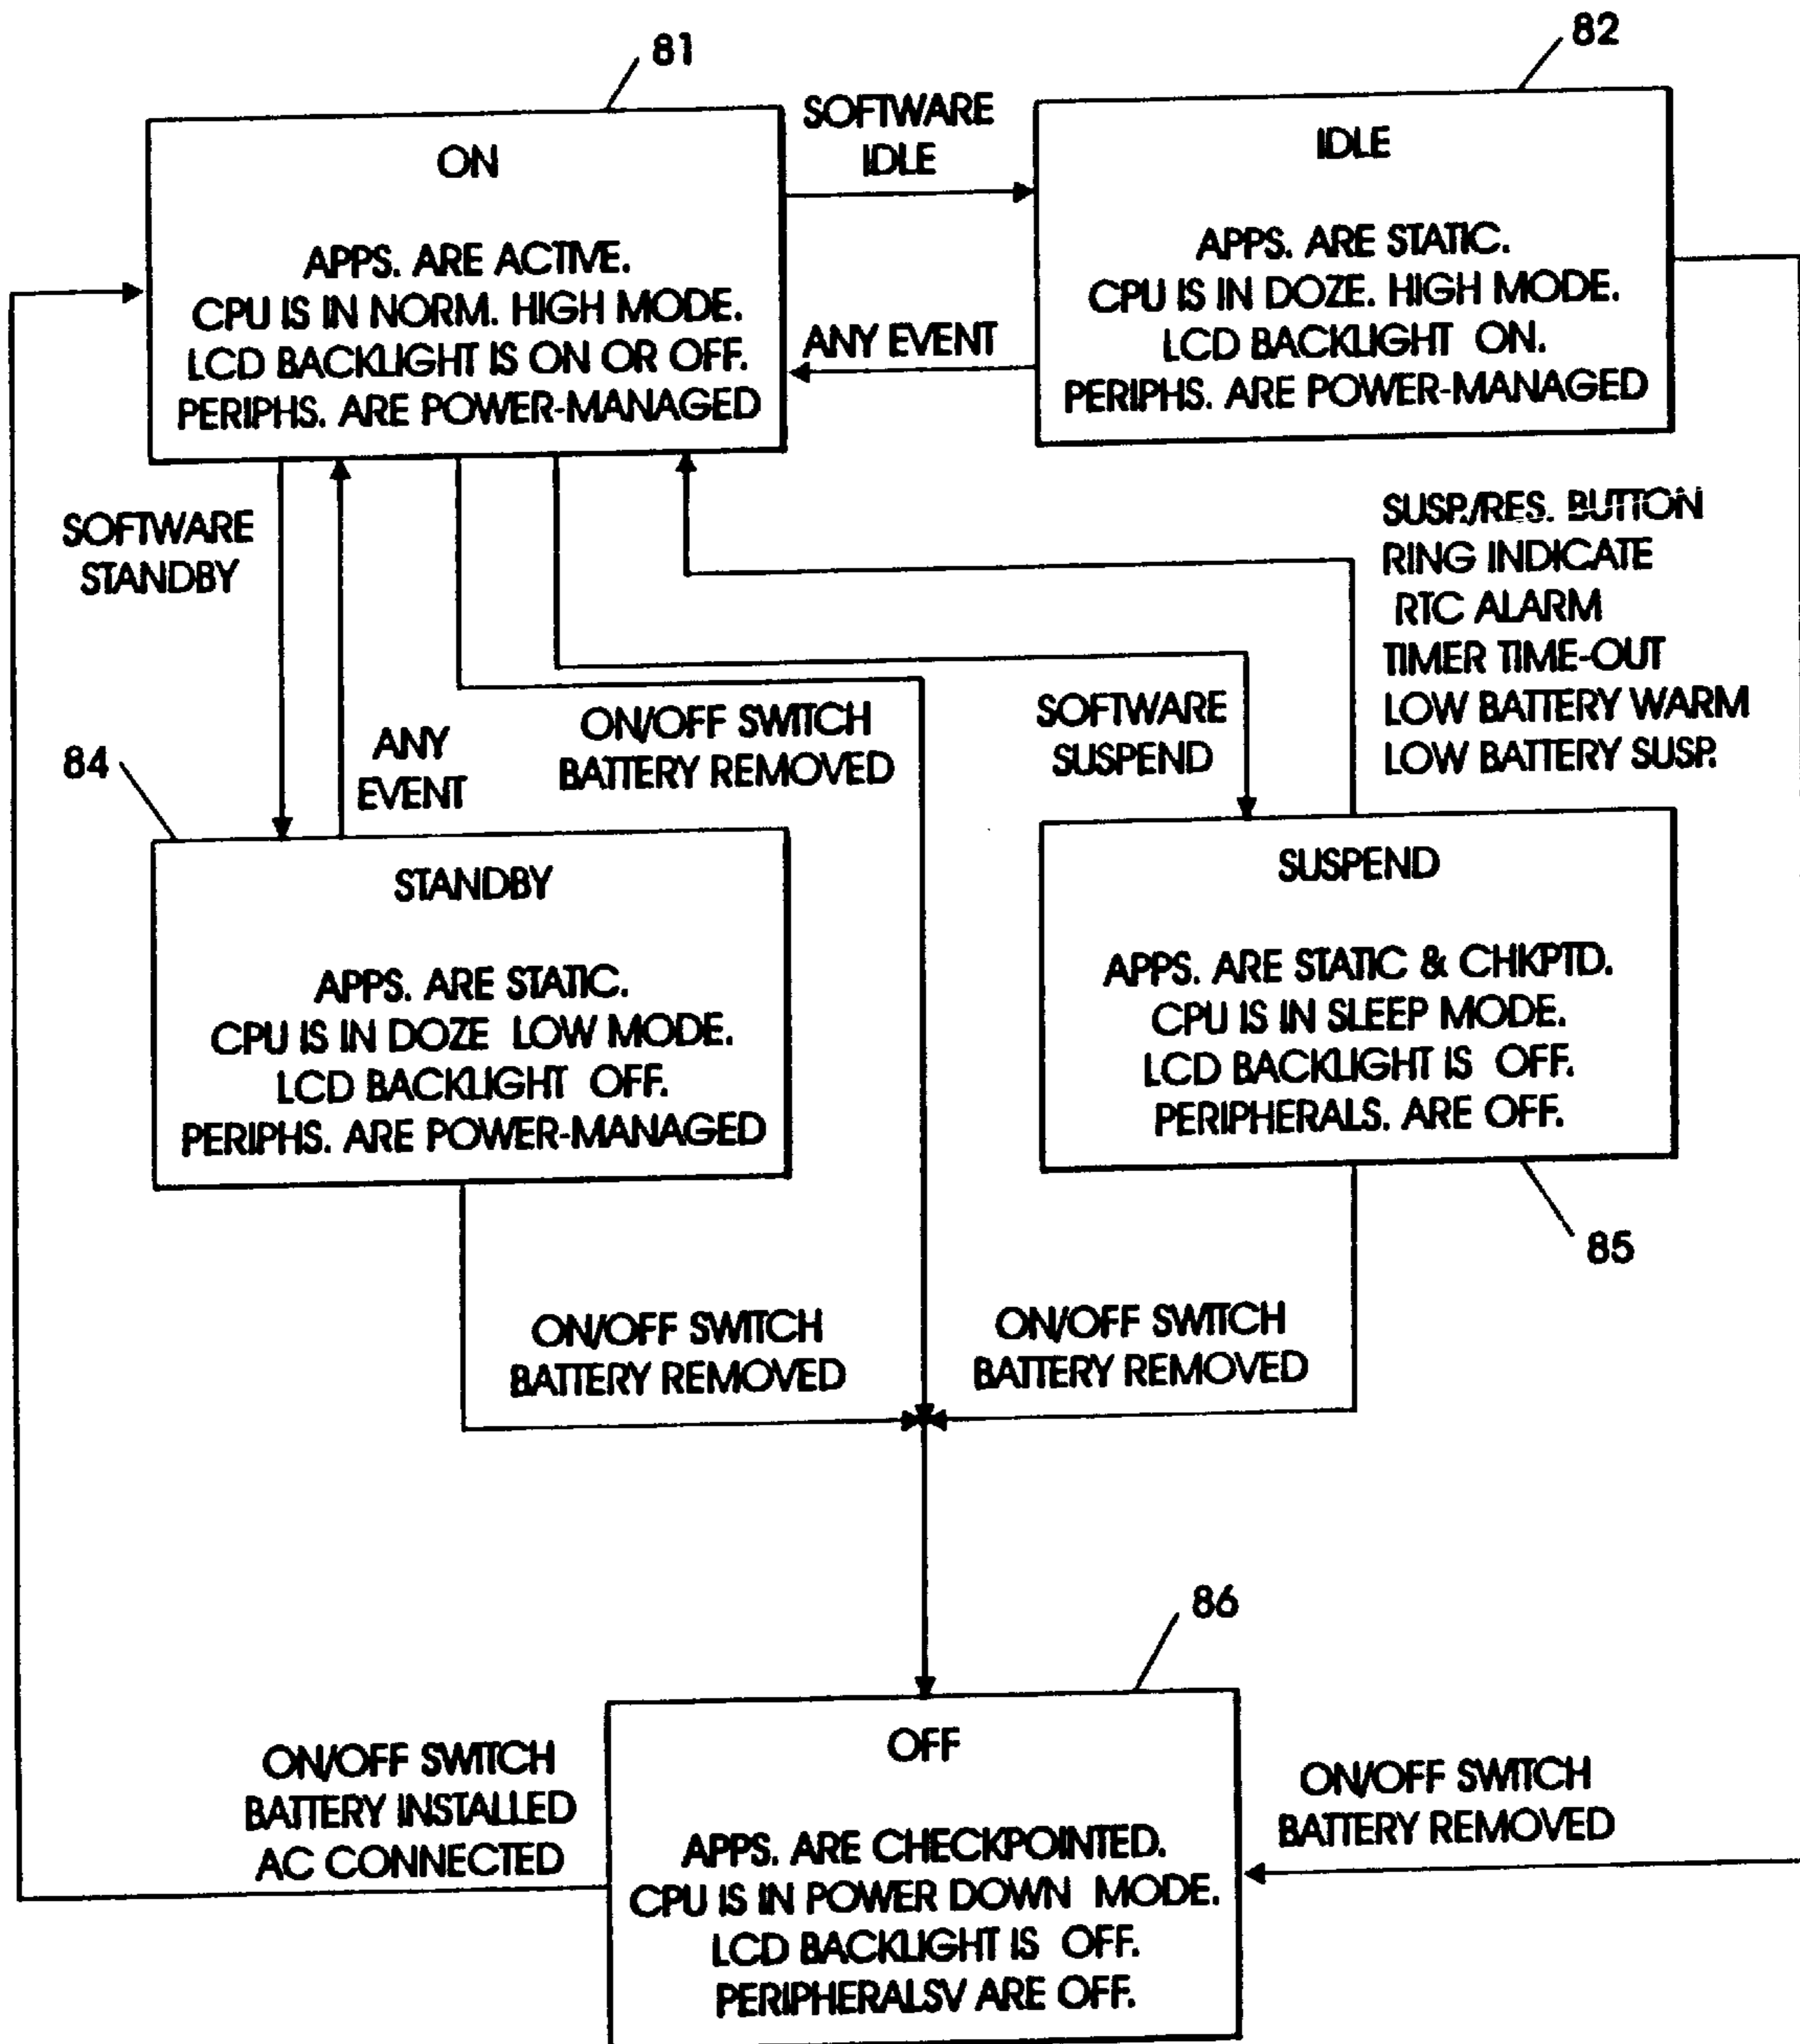 81
ON
APPS. ARE ACTIVE.
CPU IS IN NORM. HIGH MODE.
LCD BACKLIGHT IS ON OR OFF.
PERIPHS. ARE POWER-MANAGED
SOFTWARE
IDLE
ANY EVENT
82
IDLE
APPS. ARE STATIC.
CPU IS IN DOZE. HIGH MODE.
LCD BACKLIGHT ON.
PERIPHS. ARE POWER-MANAGED
SOFTWARE
STANDBY
ANY
EVENT
ON/OFF SWITCH
BATTERY REMOVED
SOFTWARE
SUSPEND
SUSP./RES. BUTTON
RING INDICATE
RTC ALARM
TIMER TIME-OUT
LOW BATTERY WARM
LOW BATTERY SUSP.
84
STANDBY
APPS. ARE STATIC.
CPU IS IN DOZE LOW MODE.
LCD BACKLIGHT OFF.
PERIPHS. ARE POWER-MANAGED
SUSPEND
APPS. ARE STATIC & CHKPTD.
CPU IS IN SLEEP MODE.
LCD BACKLIGHT IS OFF.
PERIPHERALS. ARE OFF.
85
ON/OFF SWITCH
BATTERY REMOVED
ON/OFF SWITCH
BATTERY REMOVED
86
OFF
APPS. ARE CHECKPOINTED.
CPU IS IN POWER DOWN MODE.
LCD BACKLIGHT IS OFF.
PERIPHERALSV ARE OFF.
ON/OFF SWITCH
BATTERY INSTALLED
AC CONNECTED
ON/OFF SWITCH
BATTERY REMOVED